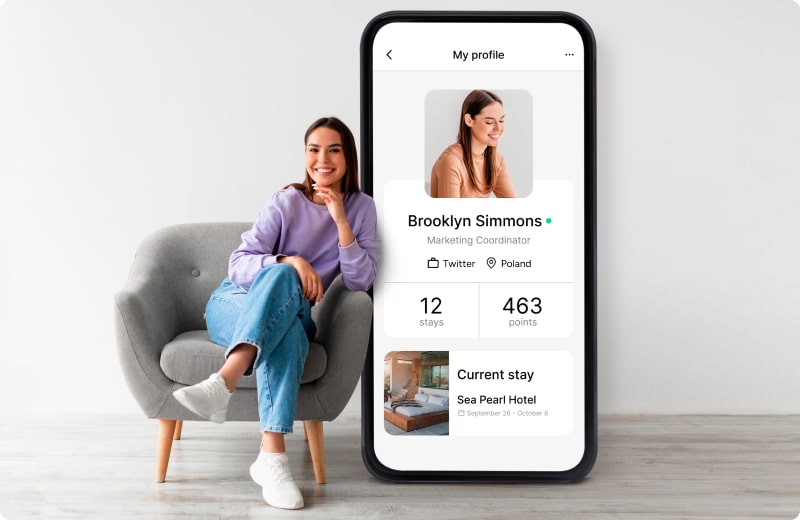 My profile
Brooklyn Simmons
Marketing Coordinator
Twitter Poland
12 463
stays points
Current stay
Sea Pearl Hotel
September 26 - October 8